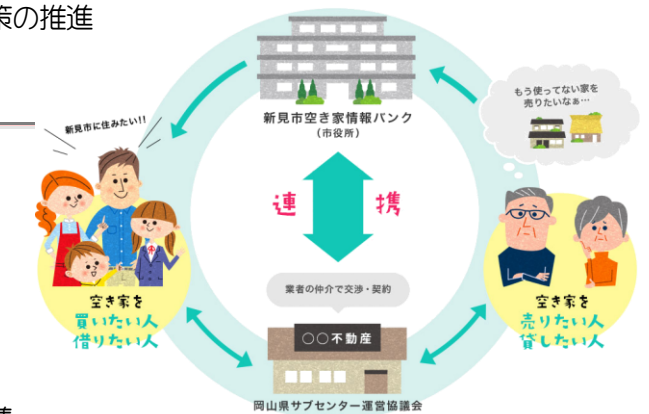 策の推進
新見市空き家情報バンク
(市役所)
もう使ってない家を
売りたいなぁ…
新見市に住みたい!!
連 携
業者の仲介で交渉・契約
空き家を
買いたい人
借りたい人
空き家を
売りたい人
貸したい人
〇〇不動産
岡山県サブセンター運営協議会